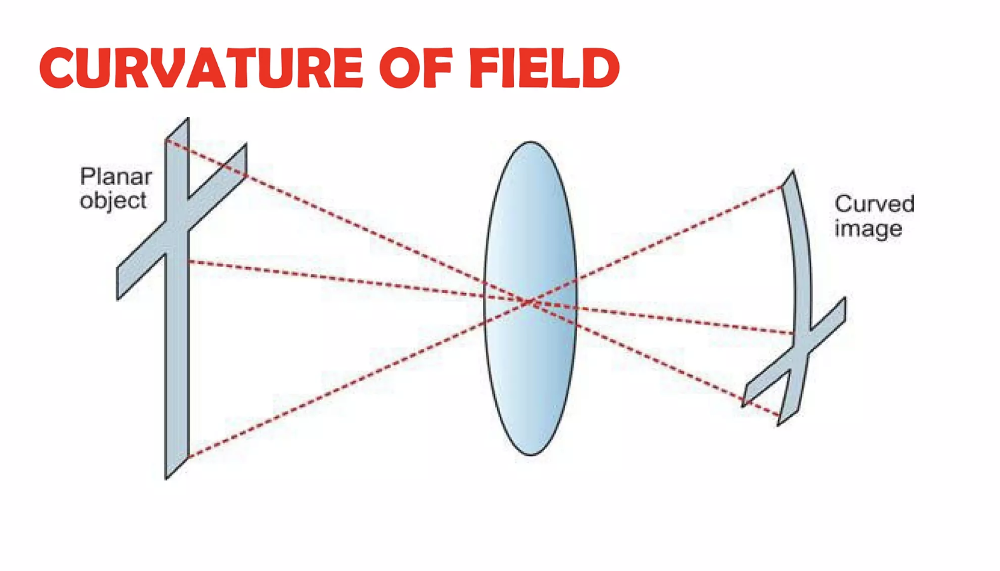 CURVATURE OF FIELD
Planar
object
Curved
image